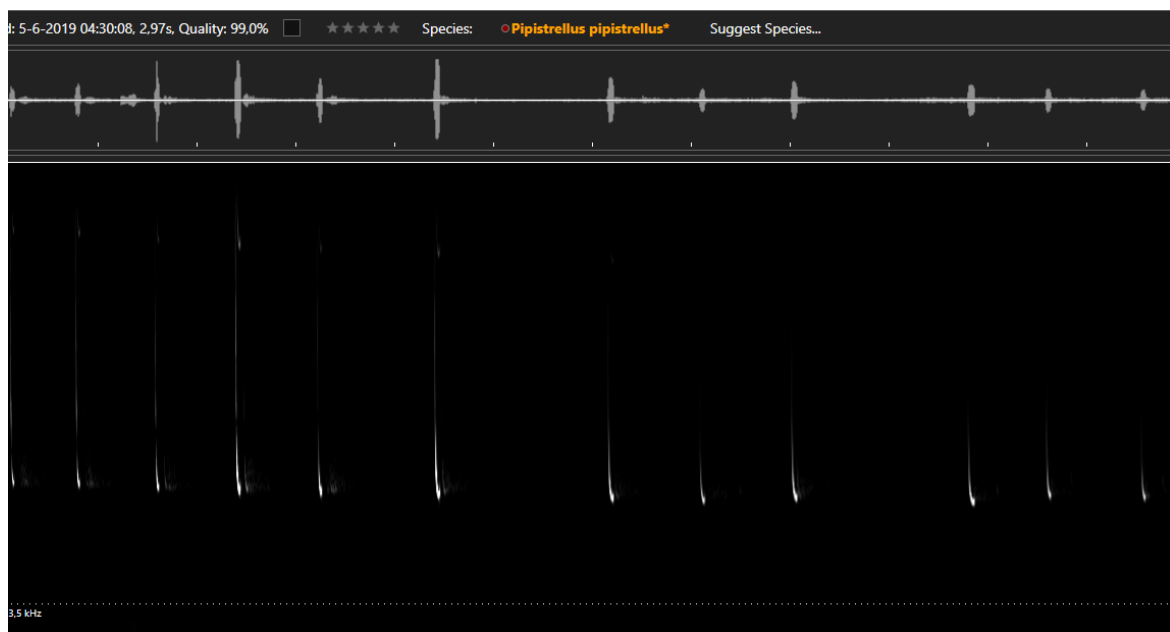 : 5-6-2019 04:30:08, 2,97s, Quality: 99,0% Species: Pipistrellus pipistrellus* Suggest Species...
3,5 kHz